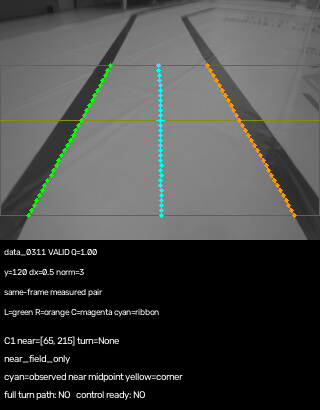 data_0311 VALID Q=1.00
y=120 dx=0.5 norm=3
same-frame measured pair
L=green R=orange C=magenta cyan=ribbon
C1 near=[65, 215] turn=None
near_field_only
cyan=observed near midpoint yellow=corner
full turn path: NO control ready: NO